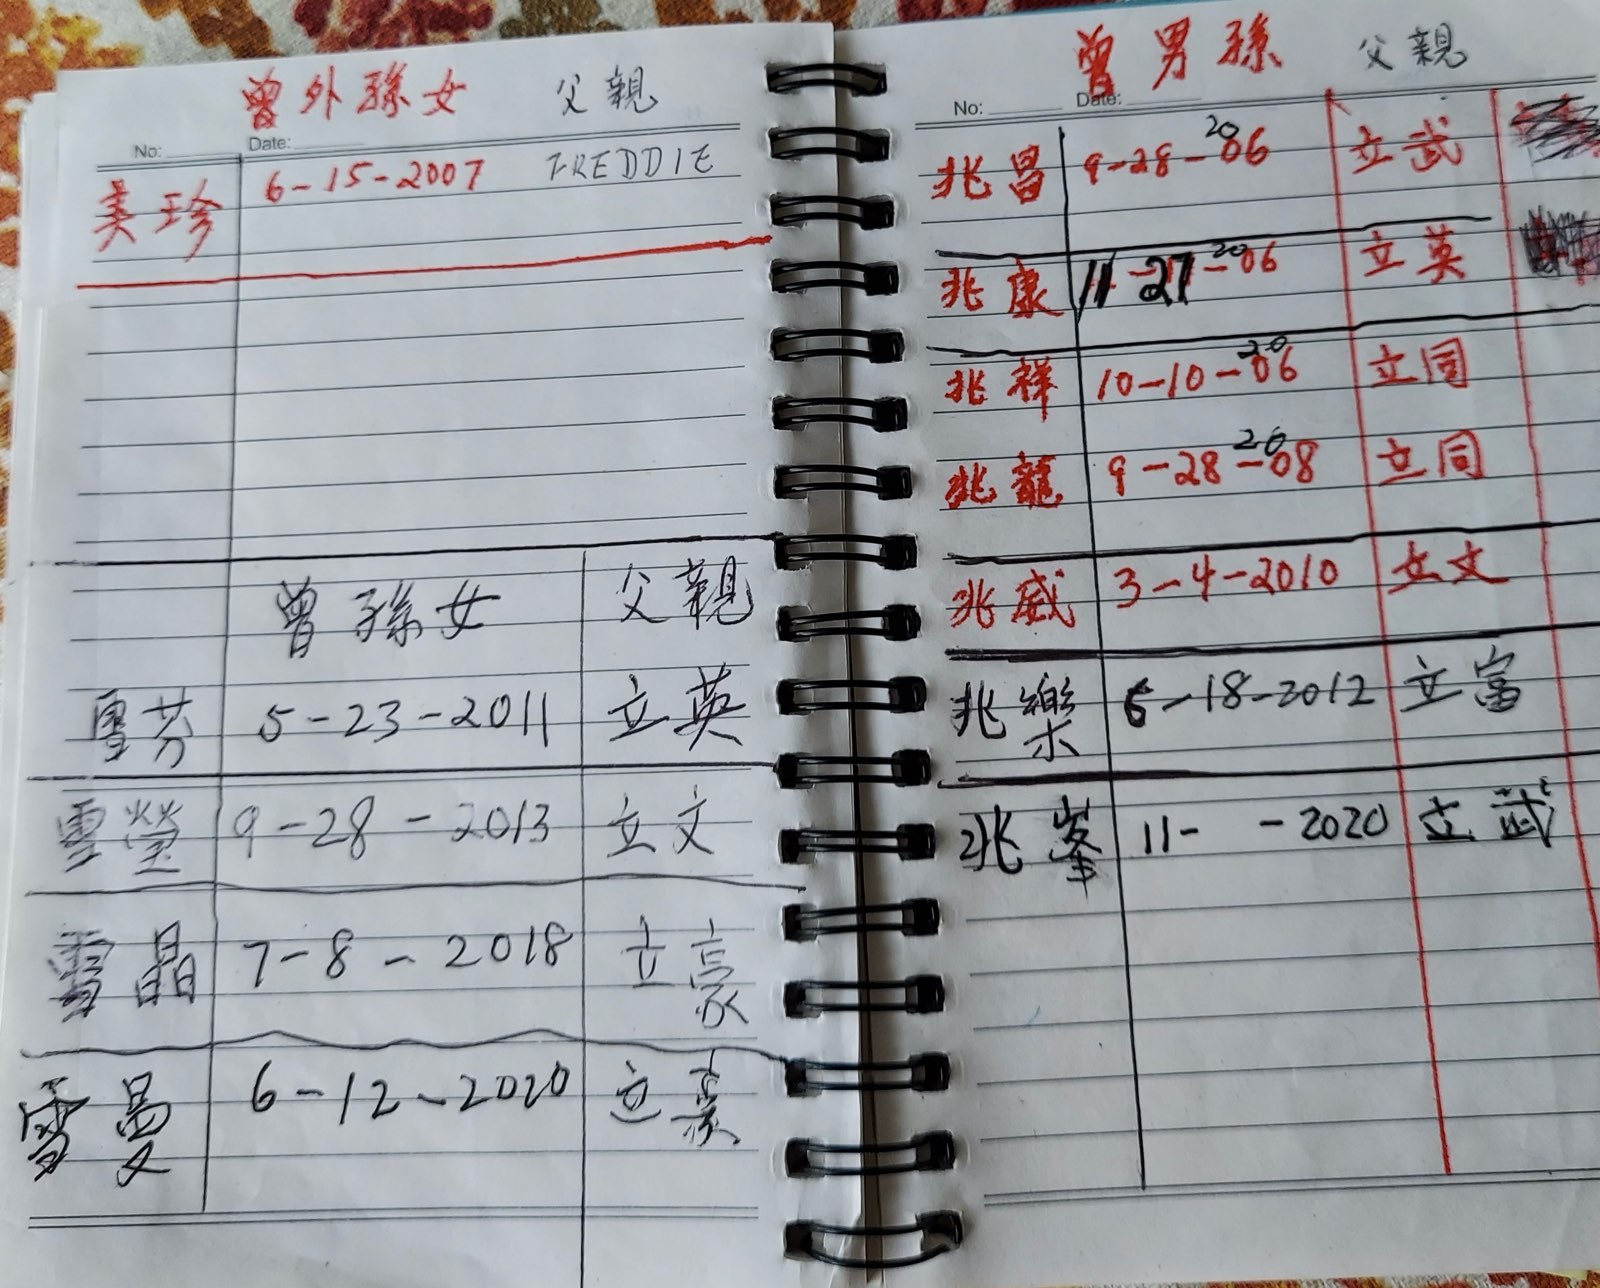 曾外孫女 父親
No: Date:
美珍 6-15-2007 FREDDIE
曾孫女 父親
雪芬 5-23-2011 立英
雪瑩 9-28-2013 立文
雪晶 7-8-2018 立豪
雪曼 6-12-2020 立豪
曾男孫 父親
No: Date:
兆昌 9-28-2006 立武
兆康 11-27-2006 立英
兆祥 10-10-2006 立同
兆龍 9-28-2008 立同
兆威 3-4-2010 立文
兆樂 6-18-2012 立富
兆峯 11- -2020 立武